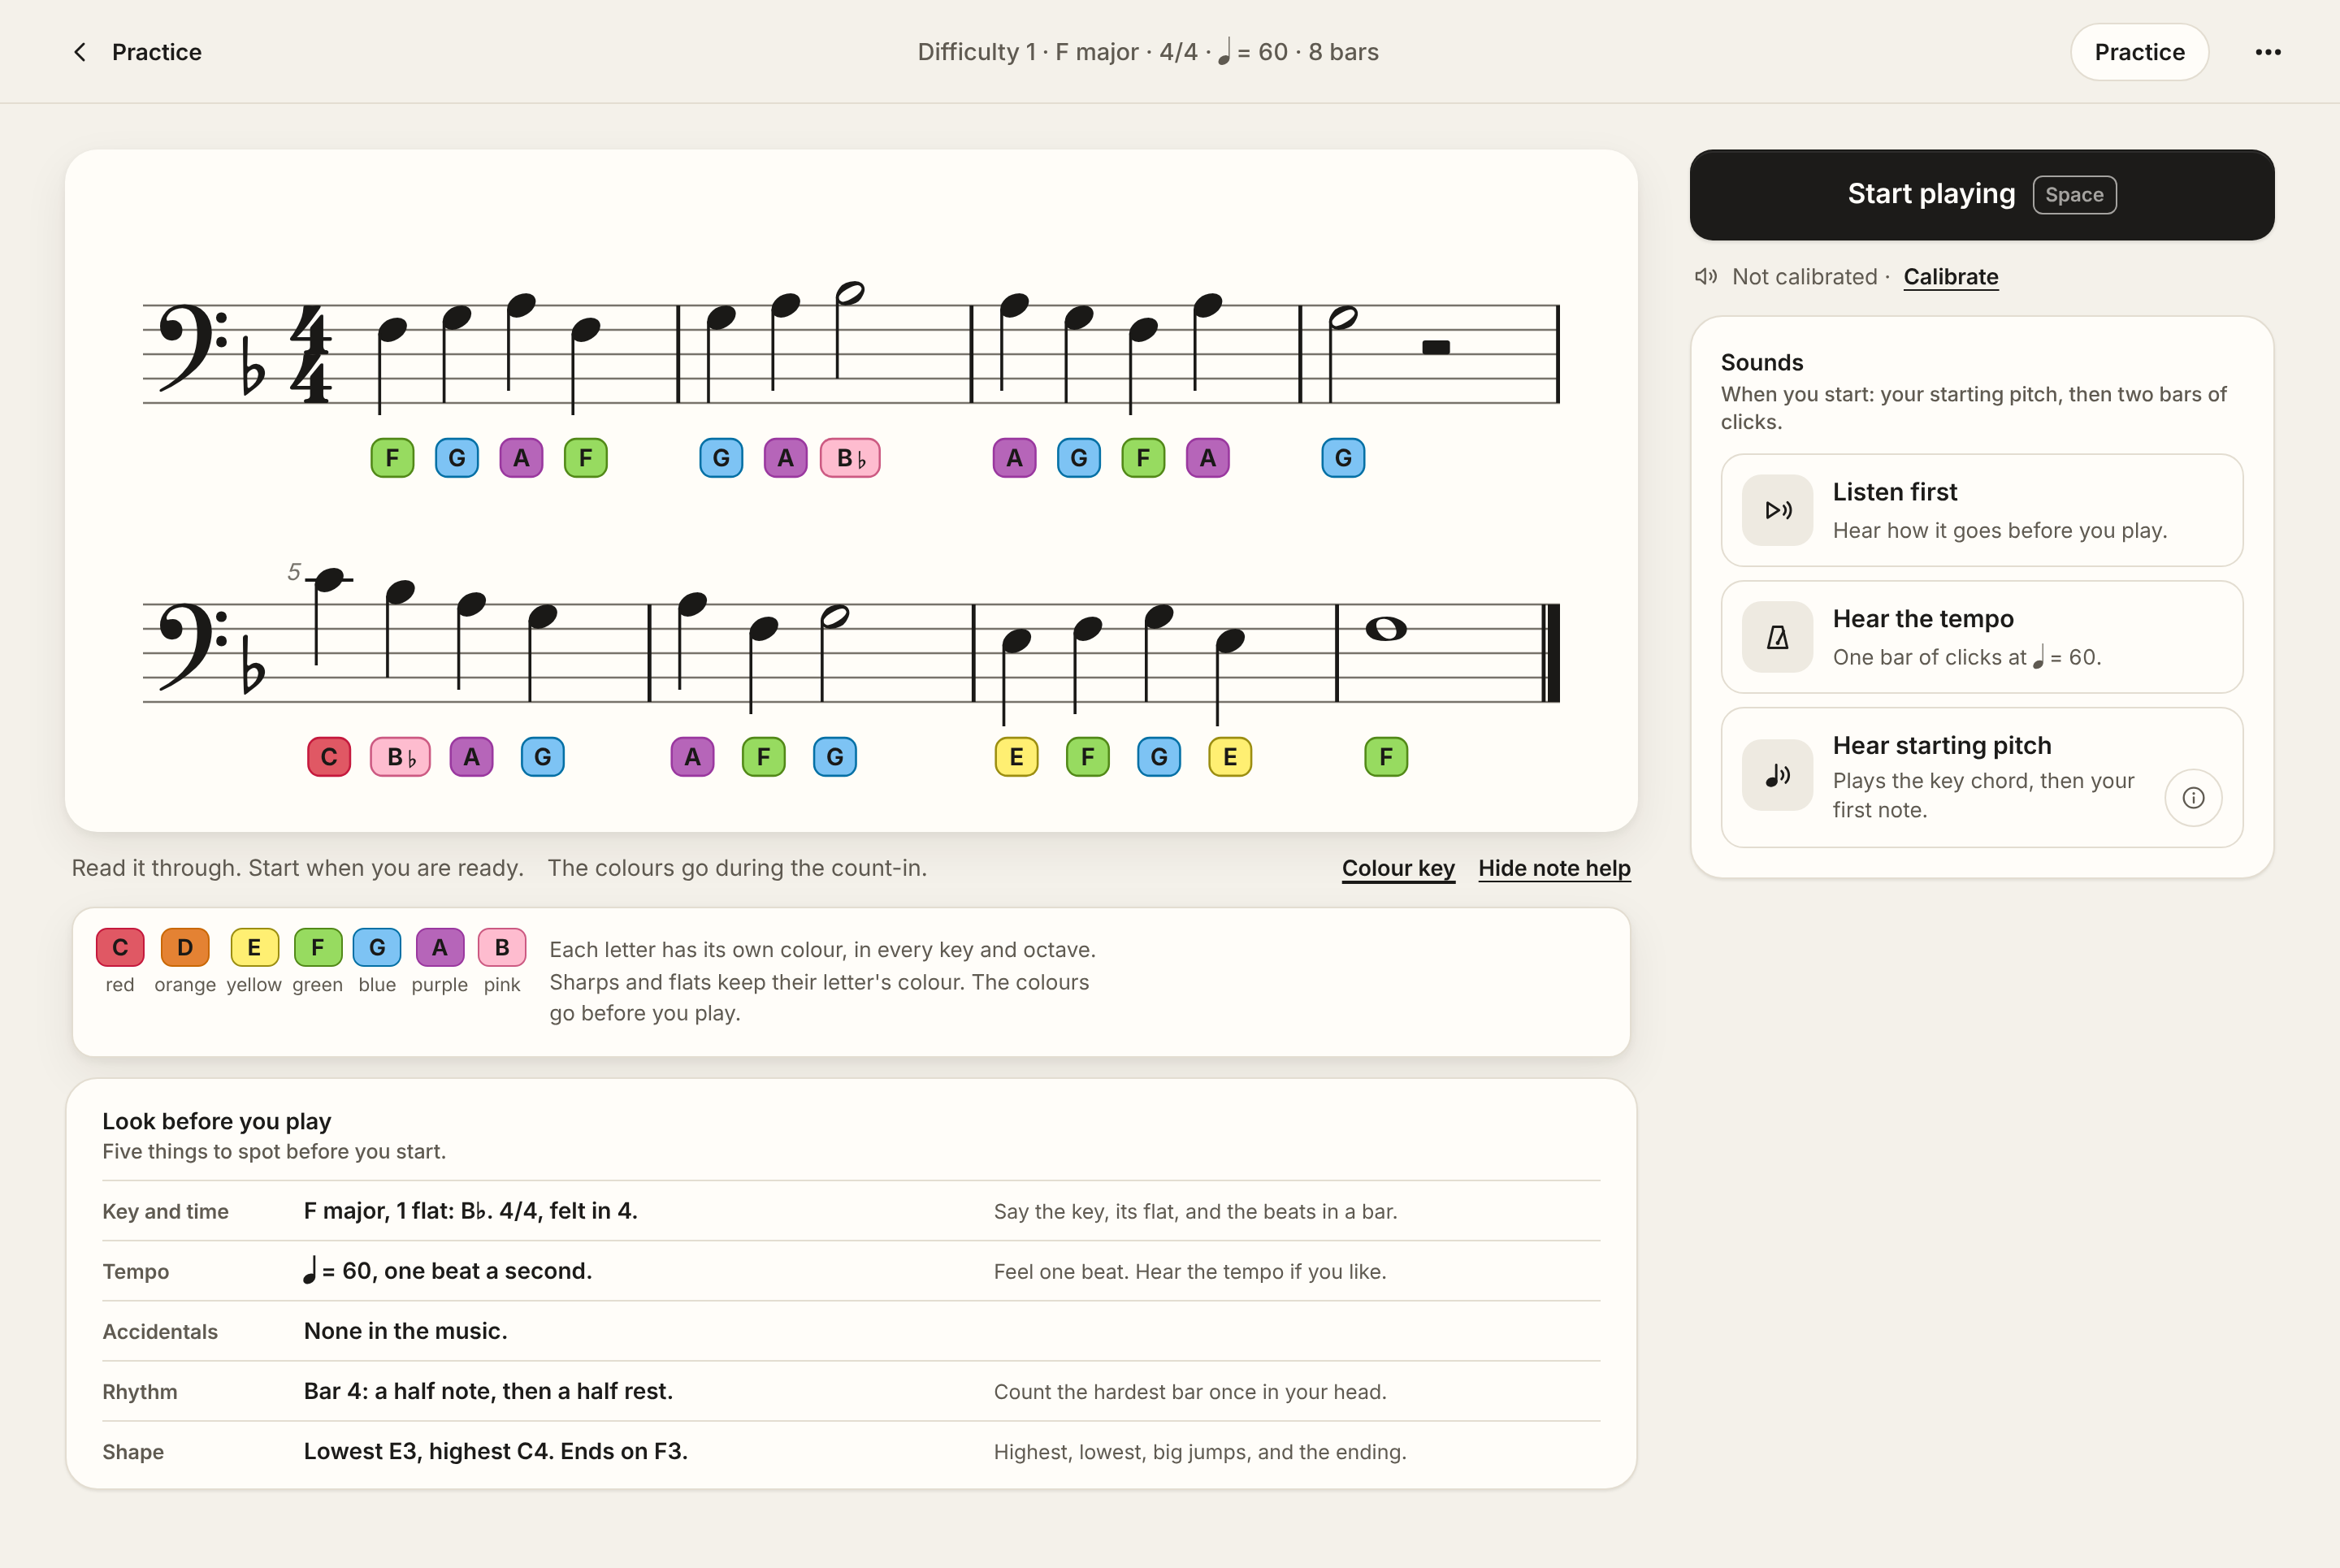 Practice
Difficulty 1 · F major · 4/4 · ♩ = 60 · 8 bars
Practice
Start playing Space
Not calibrated · Calibrate
4
4
F G A F G A B♭ A G F A G
5
C B♭ A G A F G E F G E F
Sounds
When you start: your starting pitch, then two bars of
clicks.
Listen first
Hear how it goes before you play.
Hear the tempo
One bar of clicks at ♩ = 60.
Hear starting pitch
Plays the key chord, then your
first note.
Read it through. Start when you are ready. The colours go during the count-in.
Colour key Hide note help
C D E F G A B
red orange yellow green blue purple pink
Each letter has its own colour, in every key and octave.
Sharps and flats keep their letter's colour. The colours
go before you play.
Look before you play
Five things to spot before you start.
Key and time F major, 1 flat: B♭. 4/4, felt in 4. Say the key, its flat, and the beats in a bar.
Tempo ♩ = 60, one beat a second. Feel one beat. Hear the tempo if you like.
Accidentals None in the music.
Rhythm Bar 4: a half note, then a half rest. Count the hardest bar once in your head.
Shape Lowest E3, highest C4. Ends on F3. Highest, lowest, big jumps, and the ending.